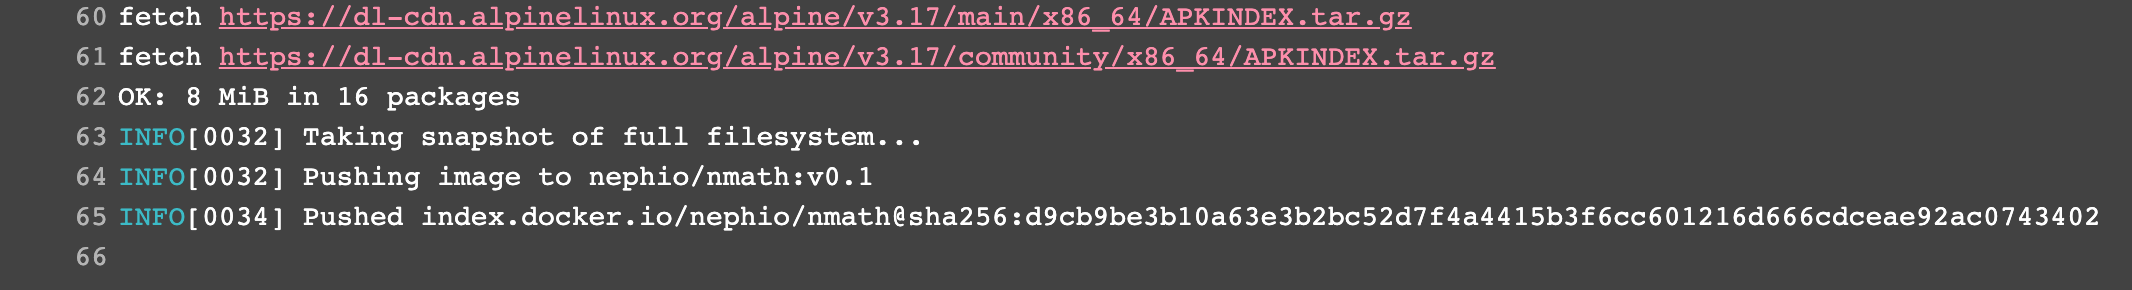 60 fetch https://dl-cdn.alpinelinux.org/alpine/v3.17/main/x86_64/APKINDEX.tar.gz
61 fetch https://dl-cdn.alpinelinux.org/alpine/v3.17/community/x86_64/APKINDEX.tar.gz
62 OK: 8 MiB in 16 packages
63 INFO[0032] Taking snapshot of full filesystem...
64 INFO[0032] Pushing image to nephio/nmath:v0.1
65 INFO[0034] Pushed index.docker.io/nephio/nmath@sha256:d9cb9be3b10a63e3b2bc52d7f4a4415b3f6cc601216d666cdceae92ac0743402
66